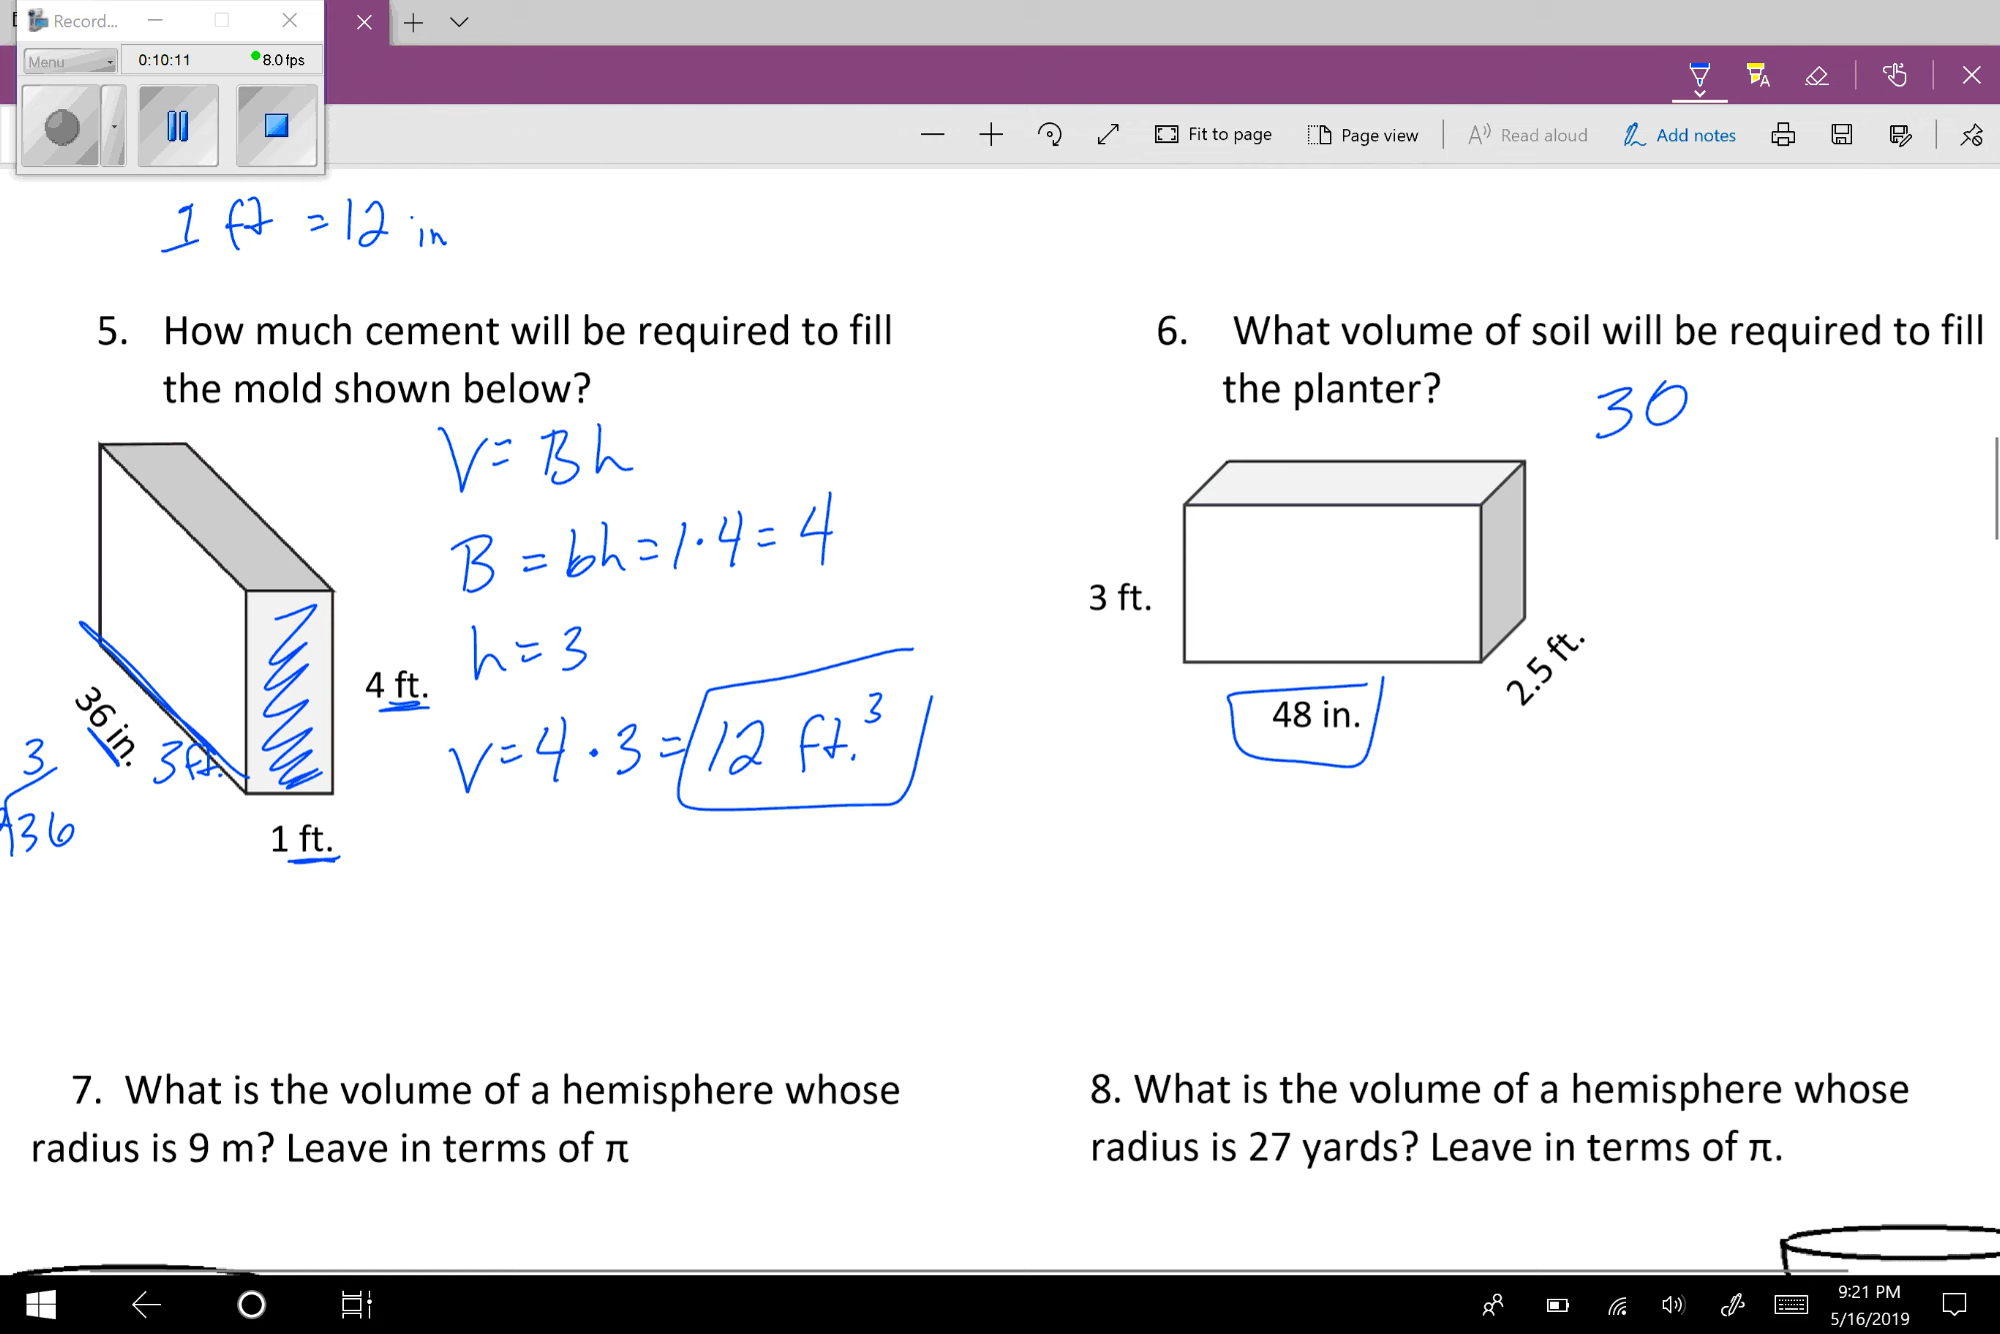 Record...
Menu
0:10:11
8.0 fps
Fit to page
Page view
Read aloud
Add notes
1 ft = 12 in
5. How much cement will be required to fill
the mold shown below?
V = Bh
B = bh = 1 · 4 = 4
h = 3
V = 4 · 3 = 12 ft.³
36 in.
3 ft.
4 ft.
1 ft.
3
36
6. What volume of soil will be required to fill
the planter?
30
3 ft.
48 in.
2.5 ft.
7. What is the volume of a hemisphere whose
radius is 9 m? Leave in terms of π
8. What is the volume of a hemisphere whose
radius is 27 yards? Leave in terms of π.
9:21 PM
5/16/2019